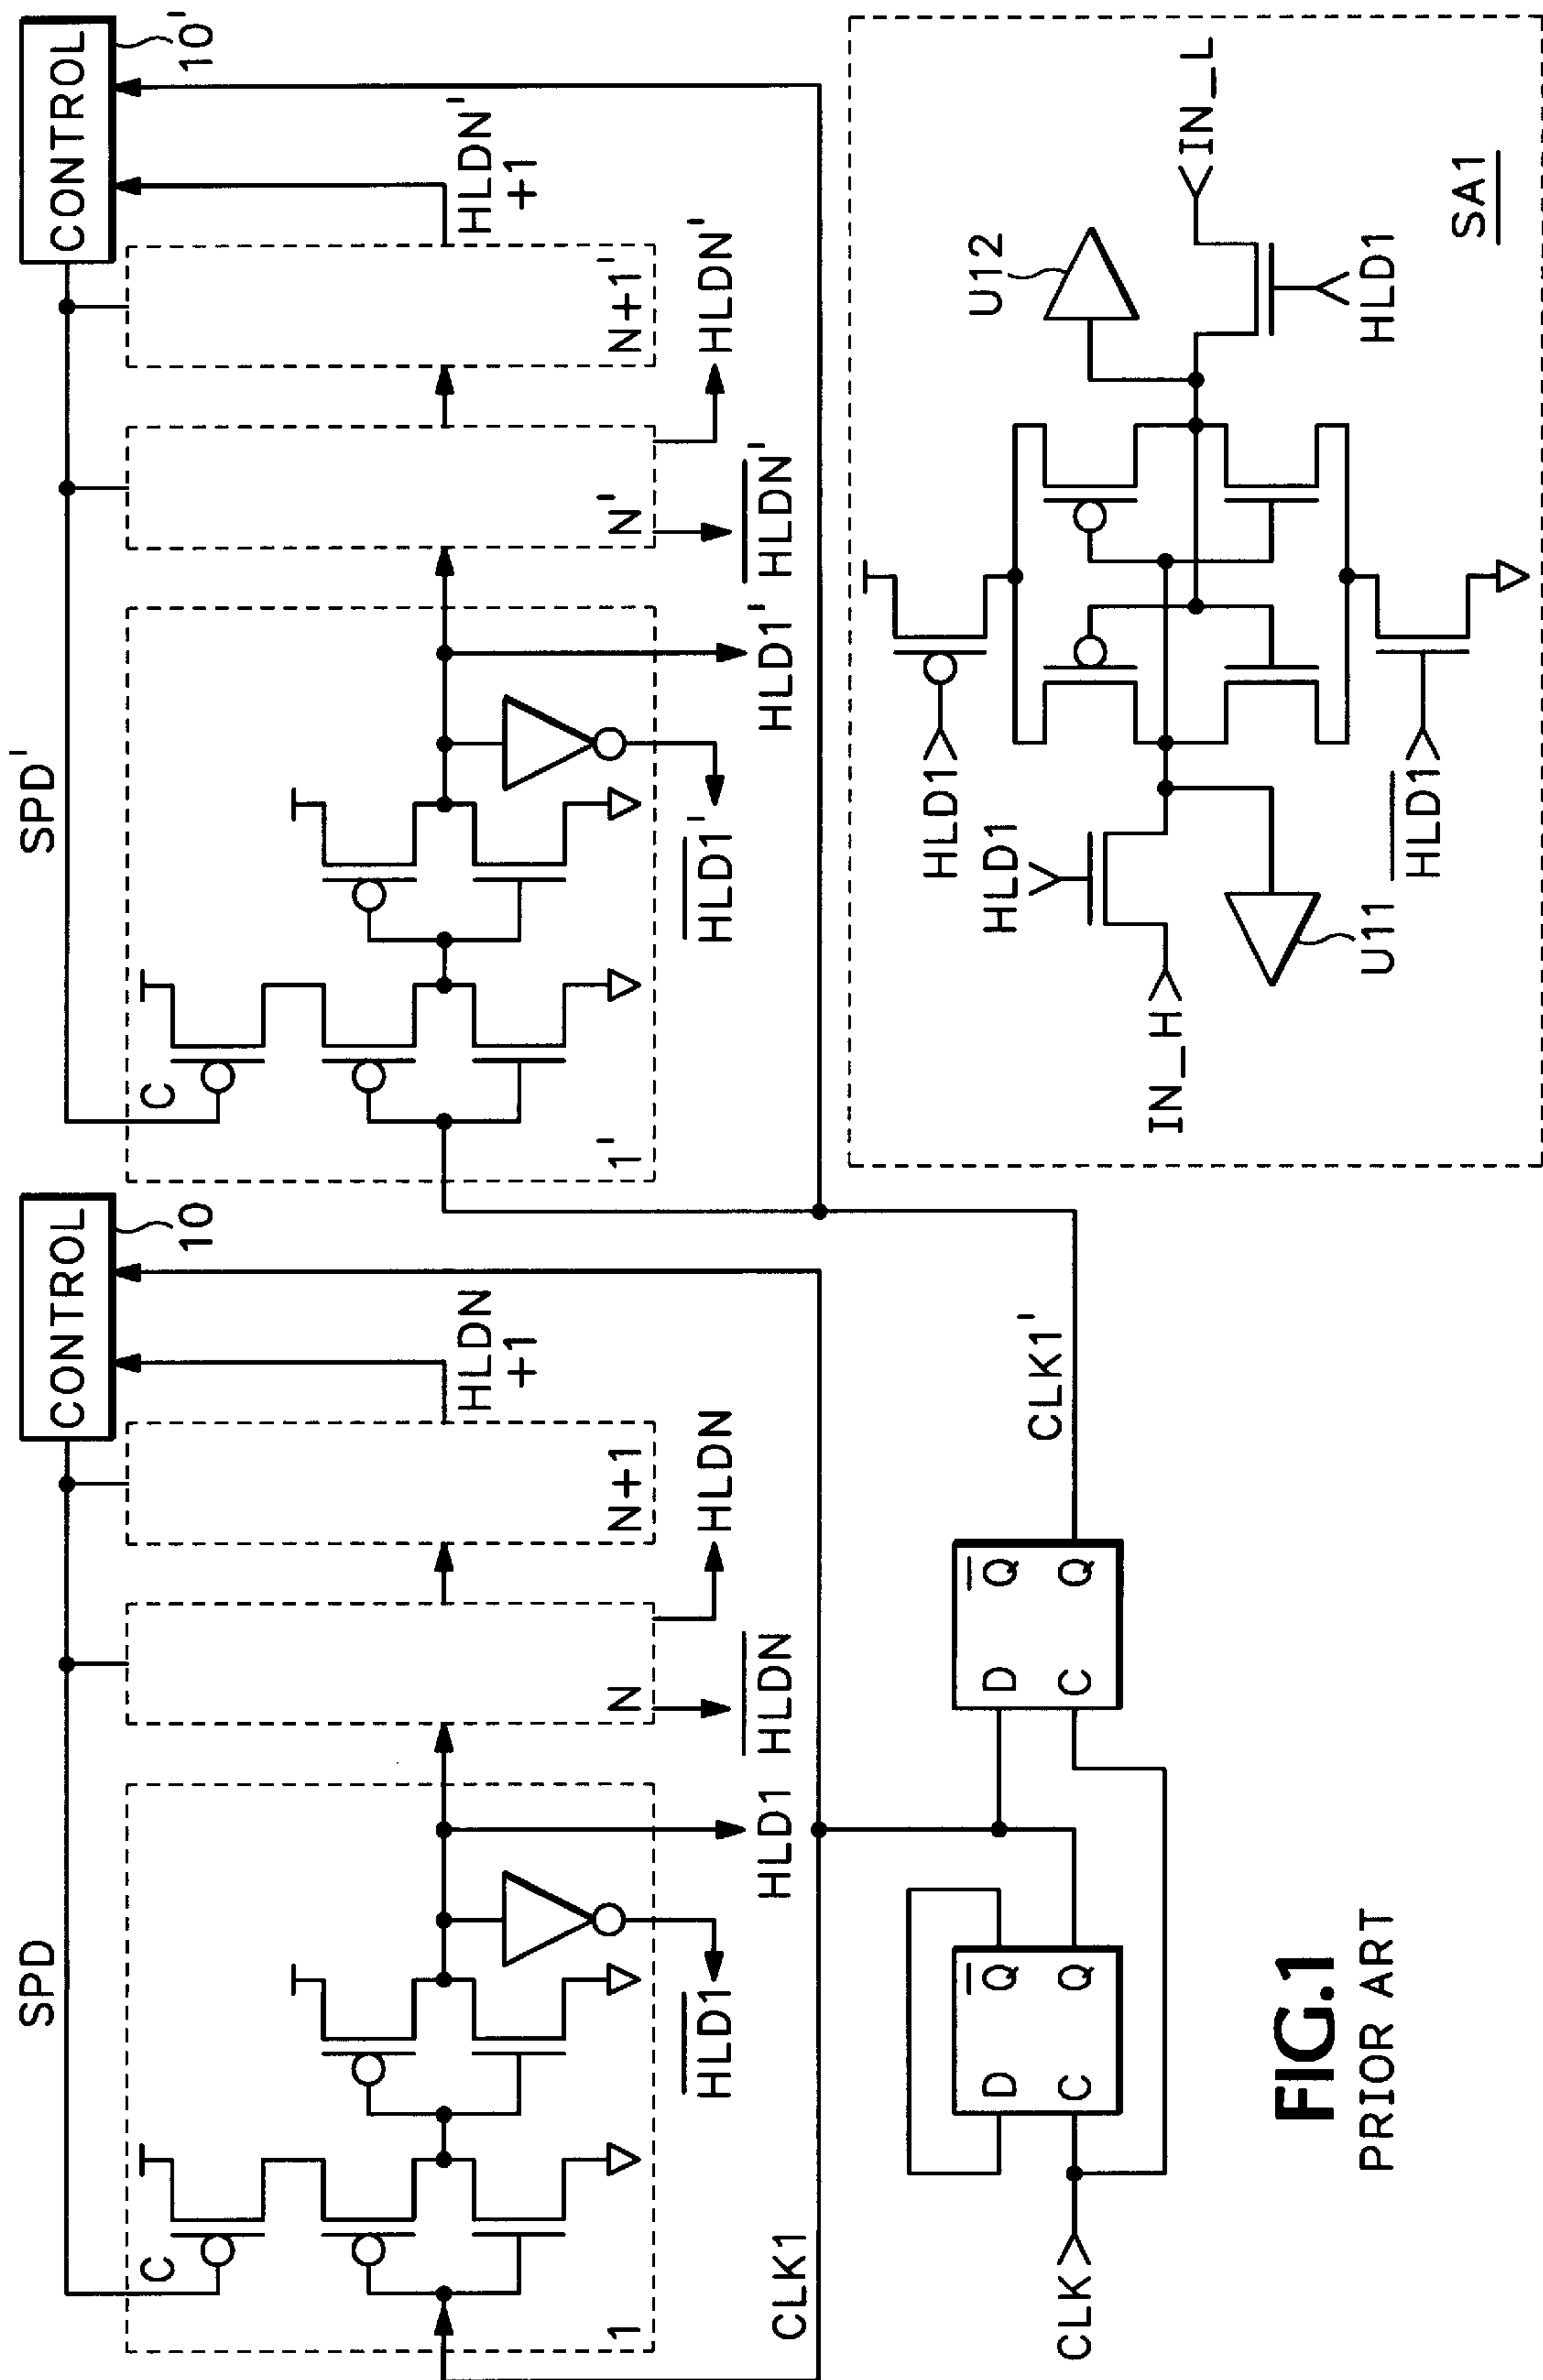 SPD
CONTROL
10
C
1
N
N+1
HLDN
+1
HLD1
HLD1
HLDN
HLDN
CLK1
SPD'
CONTROL
10'
C
1'
N'
N+1'
HLDN'
+1
HLD1'
HLD1'
HLDN'
HLDN'
CLK
D
Q
C
Q
D
Q
C
Q
CLK1'
IN_H
HLD1
U11
HLD1
HLD1
U12
IN_L
HLD1
SA1
FIG.1
PRIOR ART